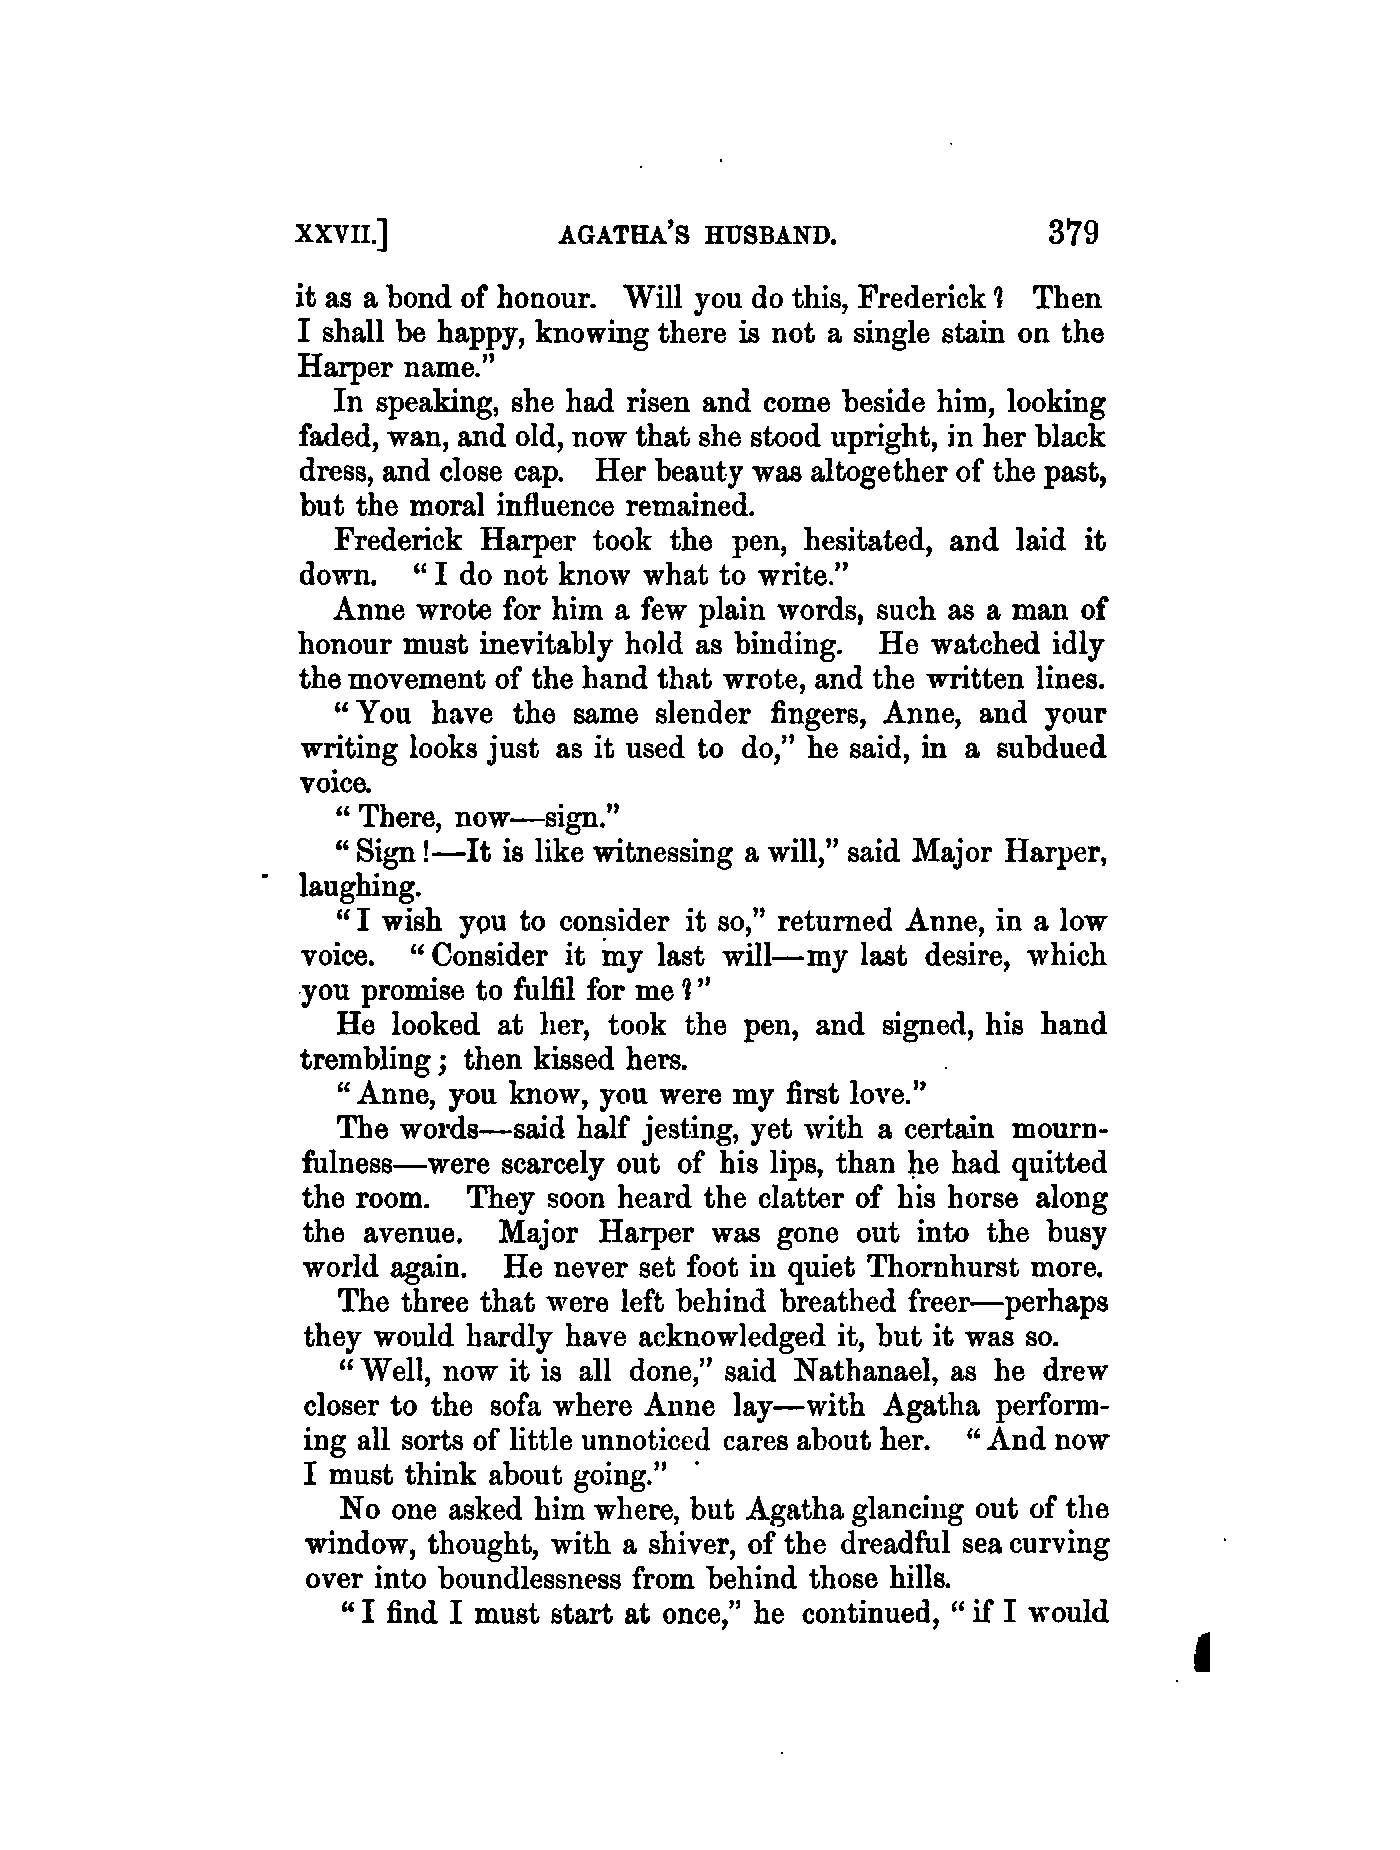 XXVII.] AGATHA'S HUSBAND. 379
it as a bond of honour. Will you do this, Frederick? Then
I shall be happy, knowing there is not a single stain on the
Harper name."
In speaking, she had risen and come beside him, looking
faded, wan, and old, now that she stood upright, in her black
dress, and close cap. Her beauty was altogether of the past,
but the moral influence remained.
Frederick Harper took the pen, hesitated, and laid it
down. "I do not know what to write."
Anne wrote for him a few plain words, such as a man of
honour must inevitably hold as binding. He watched idly
the movement of the hand that wrote, and the written lines.
"You have the same slender fingers, Anne, and your
writing looks just as it used to do," he said, in a subdued
voice.
"There, now—sign."
"Sign!—It is like witnessing a will," said Major Harper,
laughing.
"I wish you to consider it so," returned Anne, in a low
voice. "Consider it my last will—my last desire, which
you promise to fulfil for me?"
He looked at her, took the pen, and signed, his hand
trembling; then kissed hers.
"Anne, you know, you were my first love."
The words—said half jesting, yet with a certain mourn-
fulness—were scarcely out of his lips, than he had quitted
the room. They soon heard the clatter of his horse along
the avenue. Major Harper was gone out into the busy
world again. He never set foot in quiet Thornhurst more.
The three that were left behind breathed freer—perhaps
they would hardly have acknowledged it, but it was so.
"Well, now it is all done," said Nathanael, as he drew
closer to the sofa where Anne lay—with Agatha perform-
ing all sorts of little unnoticed cares about her. "And now
I must think about going."
No one asked him where, but Agatha glancing out of the
window, thought, with a shiver, of the dreadful sea curving
over into boundlessness from behind those hills.
"I find I must start at once," he continued, "if I would